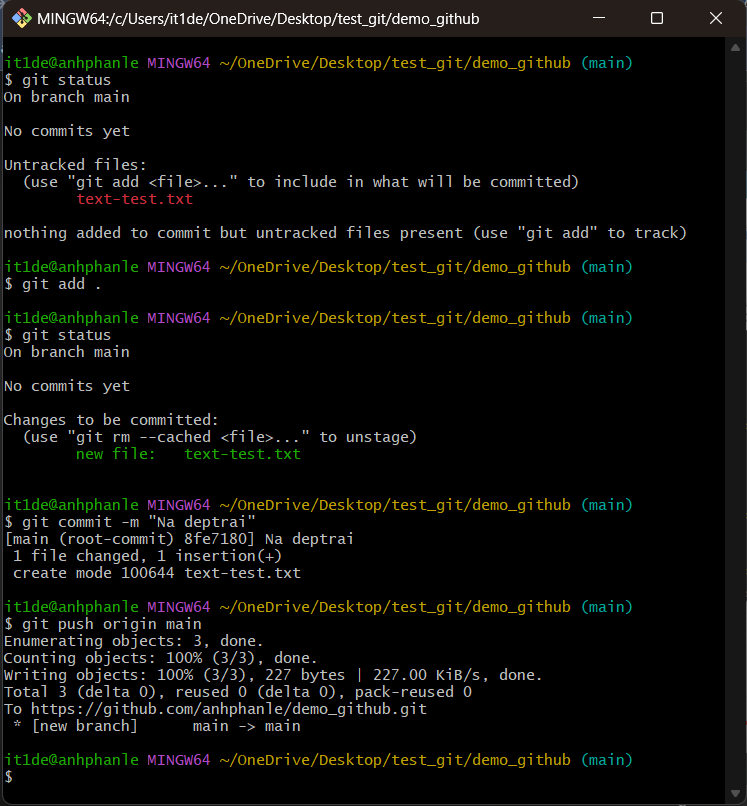 MINGW64:/c/Users/it1de/OneDrive/Desktop/test_git/demo_github
it1de@anhphanle MINGW64 ~/OneDrive/Desktop/test_git/demo_github (main)
$ git status
On branch main
No commits yet
Untracked files:
  (use "git add <file>..." to include in what will be committed)
        text-test.txt
nothing added to commit but untracked files present (use "git add" to track)
it1de@anhphanle MINGW64 ~/OneDrive/Desktop/test_git/demo_github (main)
$ git add .
it1de@anhphanle MINGW64 ~/OneDrive/Desktop/test_git/demo_github (main)
$ git status
On branch main
No commits yet
Changes to be committed:
  (use "git rm --cached <file>..." to unstage)
        new file:   text-test.txt
it1de@anhphanle MINGW64 ~/OneDrive/Desktop/test_git/demo_github (main)
$ git commit -m "Na deptrai"
[main (root-commit) 8fe7180] Na deptrai
 1 file changed, 1 insertion(+)
 create mode 100644 text-test.txt
it1de@anhphanle MINGW64 ~/OneDrive/Desktop/test_git/demo_github (main)
$ git push origin main
Enumerating objects: 3, done.
Counting objects: 100% (3/3), done.
Writing objects: 100% (3/3), 227 bytes | 227.00 KiB/s, done.
Total 3 (delta 0), reused 0 (delta 0), pack-reused 0
To https://github.com/anhphanle/demo_github.git
 * [new branch]      main -> main
it1de@anhphanle MINGW64 ~/OneDrive/Desktop/test_git/demo_github (main)
$